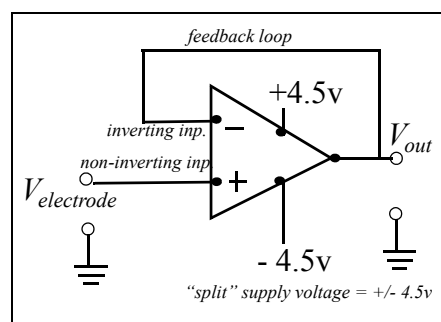 feedback loop
+4.5v
inverting inp.
−
V_out
non-inverting inp.
+
V_electrode
- 4.5v
"split" supply voltage = +/- 4.5v